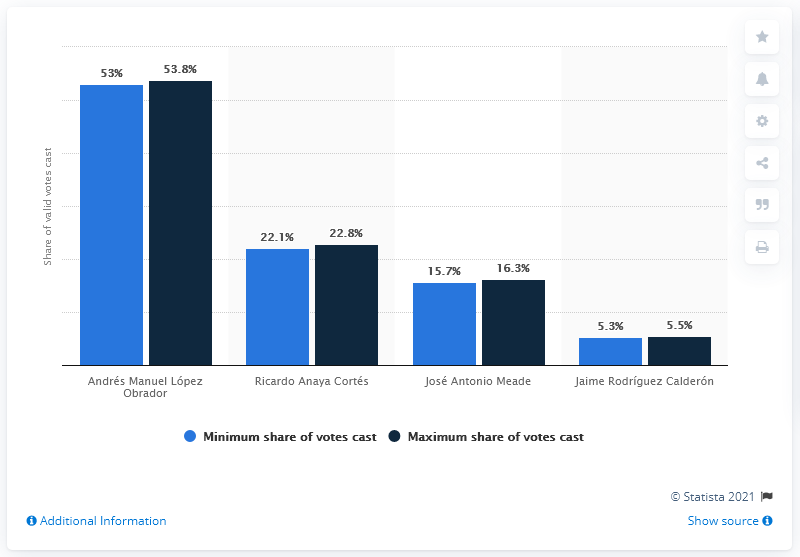 53%
53.8%
22.1%
22.8%
15.7%
16.3%
5.3%
5.5%
Share of valid votes cast
Andrés Manuel López
Obrador
Ricardo Anaya Cortés
José Antonio Meade
Jaime Rodríguez Calderón
Minimum share of votes cast
Maximum share of votes cast
© Statista 2021
Additional Information
Show source